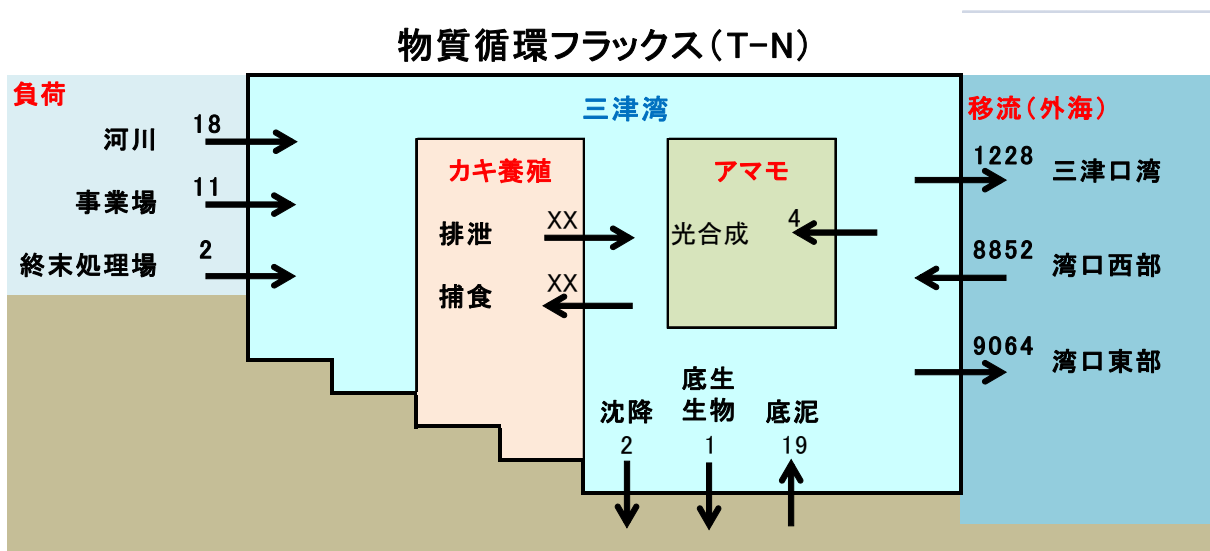 物質循環フラックス(T-N)
負荷
河川 18
事業場 11
終末処理場 2
三津湾
カキ養殖
排泄 XX
捕食 XX
アマモ
光合成 4
沈降
2
底生
生物
1
底泥
19
移流(外海)
1228 三津口湾
8852 湾口西部
9064 湾口東部